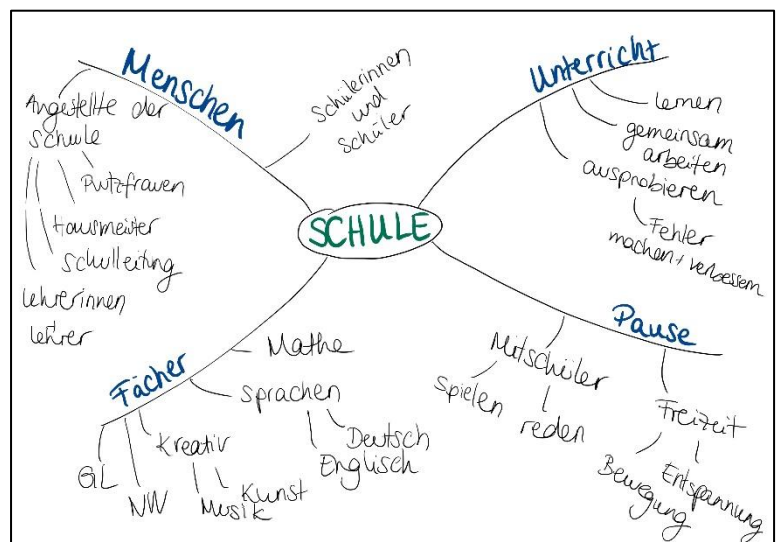 Menschen
Angestellte der
Schule
Putzfrauen
Hausmeister
Schulleitung
Lehrerinnen
Lehrer
Schülerinnen
und
Schüler
Unterricht
lernen
gemeinsam
arbeiten
ausprobieren
Fehler
machen + verbessern
SCHULE
Fächer
Mathe
Sprachen
Deutsch
Englisch
Kreativ
Kunst
Musik
NW
GL
Pause
Mitschüler
Spielen
reden
Freizeit
Bewegung
Entspannung